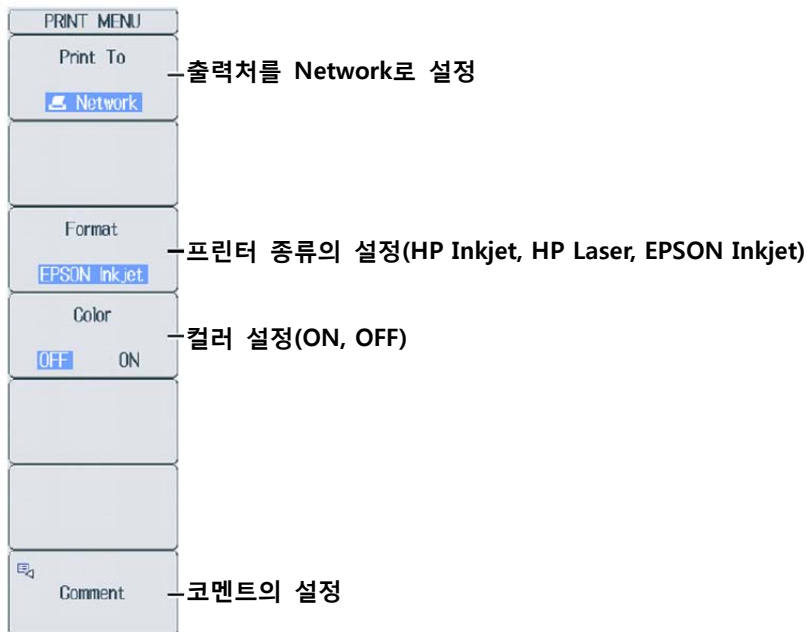 PRINT MENU
Print To
출력처를 Network로 설정
Network
Format
프린터 종류의 설정(HP Inkjet, HP Laser, EPSON Inkjet)
EPSON Inkjet
Color
컬러 설정(ON, OFF)
OFF ON
Comment
코멘트의 설정